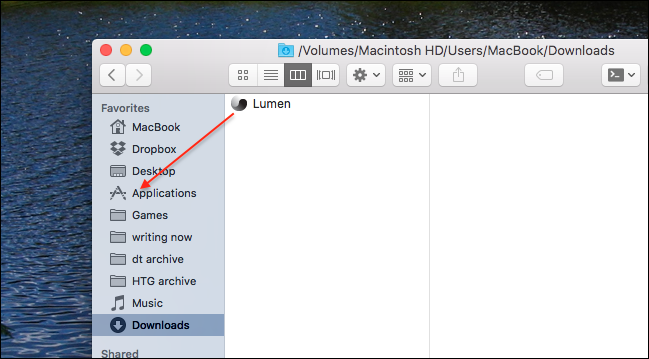 /Volumes/Macintosh HD/Users/MacBook/Downloads
Favorites
MacBook
Dropbox
Desktop
Applications
Games
writing now
dt archive
HTG archive
Music
Downloads
Shared
Lumen